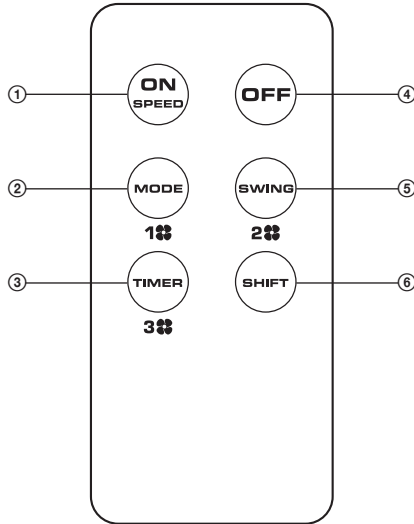 ① ON SPEED
OFF ④
② MODE
SWING ⑤
1
2
③ TIMER
SHIFT ⑥
3